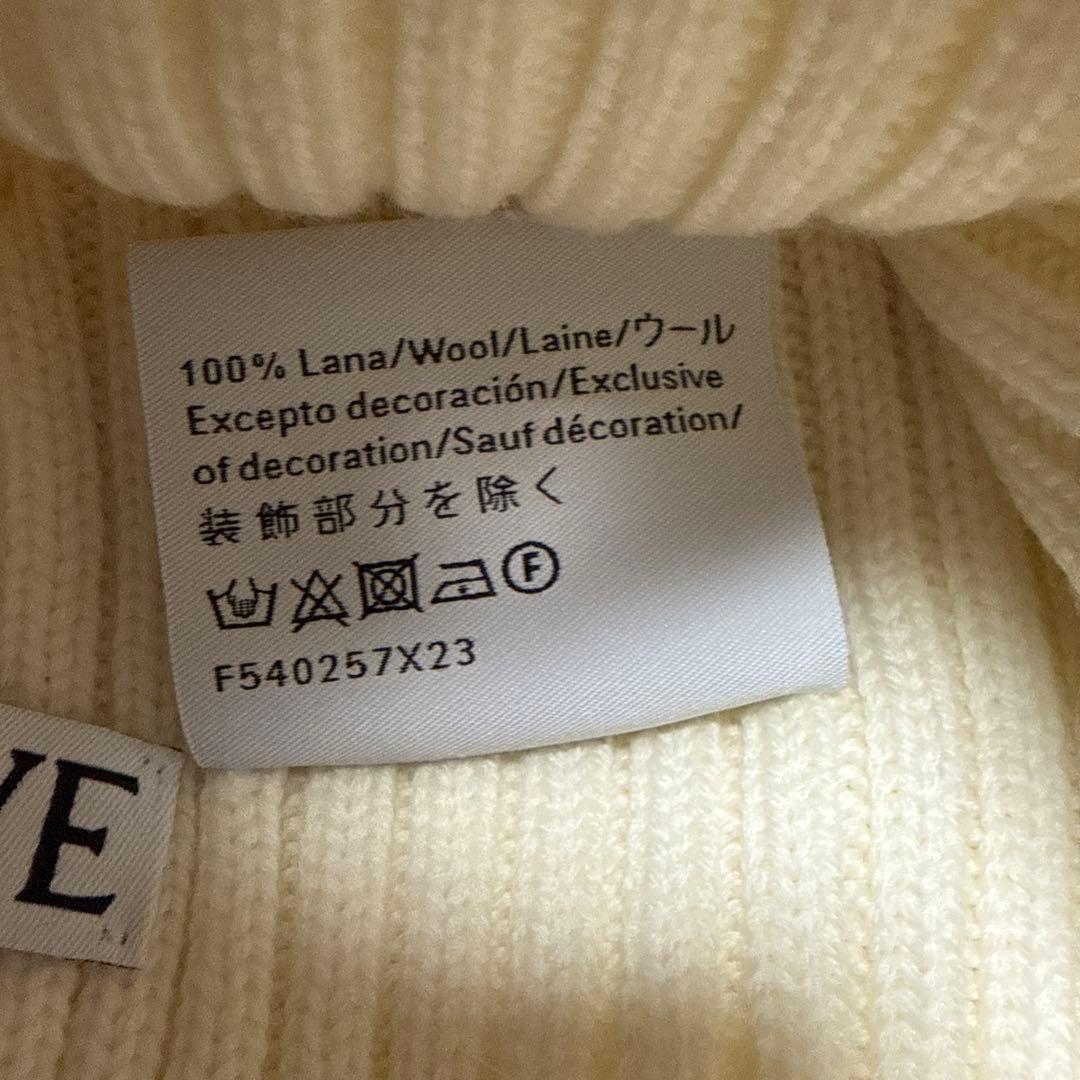 100% Lana/Wool/Laine/ウール
Excepto decoración/Exclusive
of decoration/Sauf décoration/
装飾部分を除く
F
F540257X23
VE